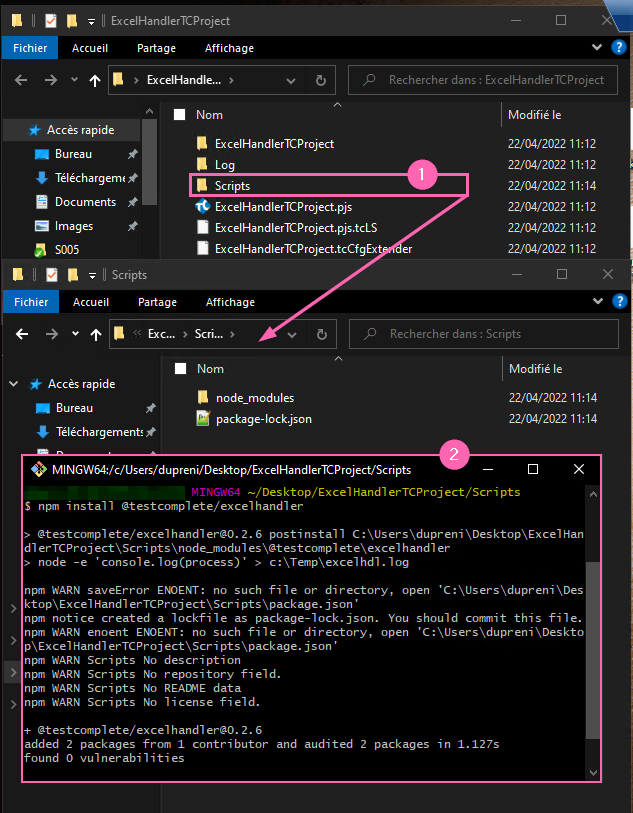 ExcelHandlerTCProject
Fichier Accueil Partage Affichage
ExcelHandle... Rechercher dans : ExcelHandlerTCProject
Nom Modifié le
Accès rapide
Bureau
Téléchargeme
Documents
Images
S005
ExcelHandlerTCProject 22/04/2022 11:12
Log 22/04/2022 11:12
1
Scripts 22/04/2022 11:14
ExcelHandlerTCProject.pjs 22/04/2022 11:12
ExcelHandlerTCProject.pjs.tcLS 22/04/2022 11:12
ExcelHandlerTCProject.tcCfgExtender 22/04/2022 11:12
Scripts
Fichier Accueil Partage Affichage
« Exc... Scri... Rechercher dans : Scripts
Nom Modifié le
Accès rapide
Bureau
Téléchargements
node_modules 22/04/2022 11:14
package-lock.json 22/04/2022 11:14
2
MINGW64:/c/Users/dupreni/Desktop/ExcelHandlerTCProject/Scripts
MINGW64 ~/Desktop/ExcelHandlerTCProject/Scripts
$ npm install @testcomplete/excelhandler
> @testcomplete/excelhandler@0.2.6 postinstall C:\Users\dupreni\Desktop\ExcelHan
dlerTCProject\Scripts\node_modules\@testcomplete\excelhandler
> node -e 'console.log(process)' > c:\Temp\excelhdl.log
npm WARN saveError ENOENT: no such file or directory, open 'C:\Users\dupreni\Des
ktop\ExcelHandlerTCProject\Scripts\package.json'
npm notice created a lockfile as package-lock.json. You should commit this file.
npm WARN enoent ENOENT: no such file or directory, open 'C:\Users\dupreni\Deskto
p\ExcelHandlerTCProject\Scripts\package.json'
npm WARN Scripts No description
npm WARN Scripts No repository field.
npm WARN Scripts No README data
npm WARN Scripts No license field.
+ @testcomplete/excelhandler@0.2.6
added 2 packages from 1 contributor and audited 2 packages in 1.127s
found 0 vulnerabilities